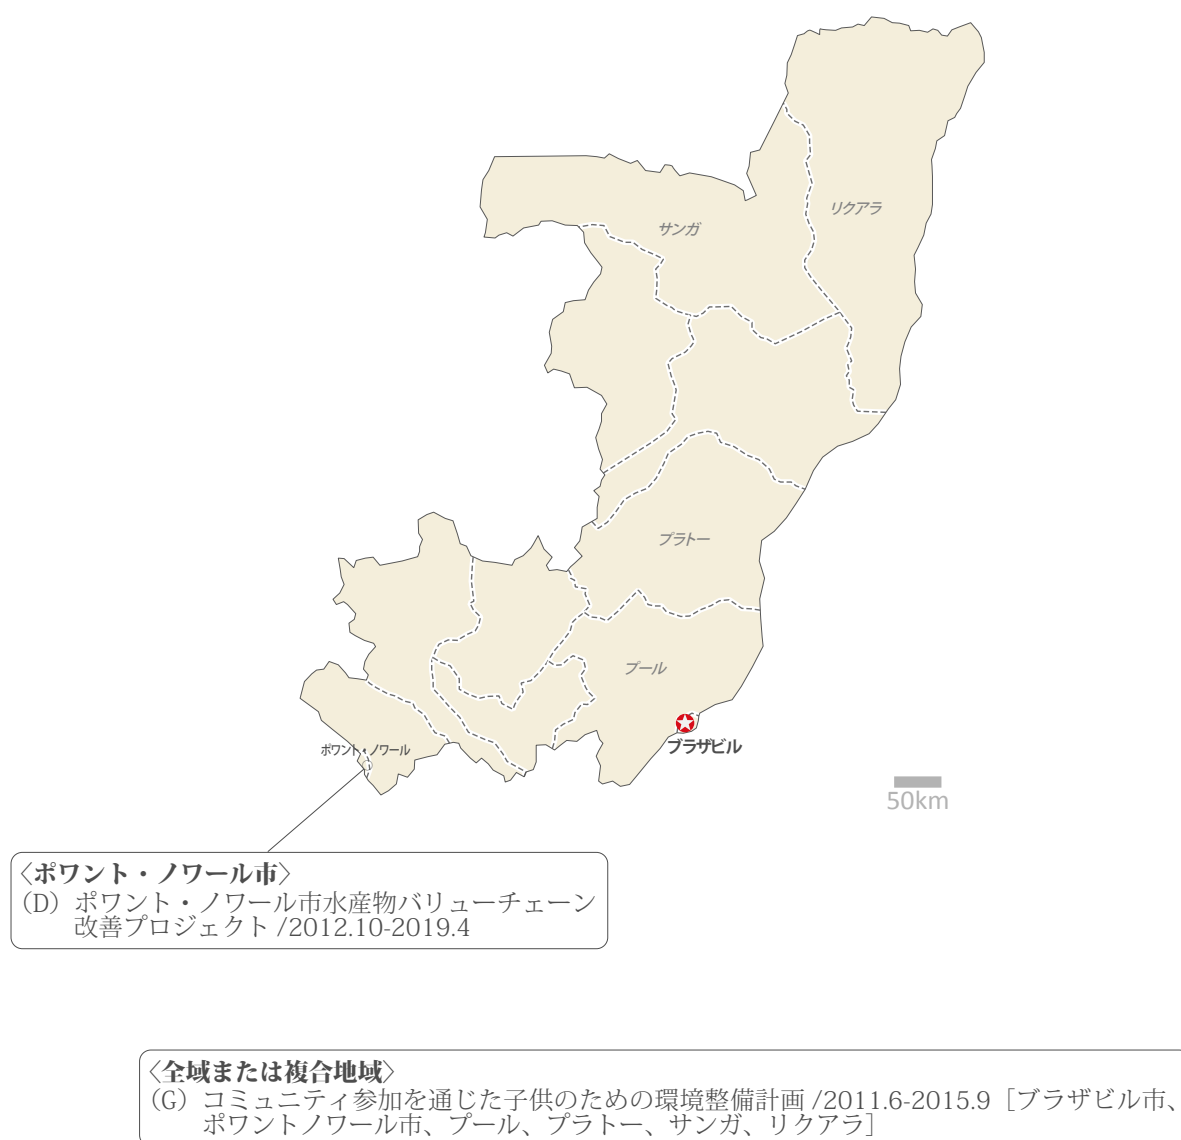 リクアラ
サンガ
プラトー
プール
ブラザビル
ポワント・ノワール
50km
〈ポワント・ノワール市〉
（D）ポワント・ノワール市水産物バリューチェーン
改善プロジェクト /2012.10-2019.4
〈全域または複合地域〉
（G）コミュニティ参加を通じた子供のための環境整備計画 /2011.6-2015.9［ブラザビル市、
ポワントノワール市、プール、プラトー、サンガ、リクアラ］